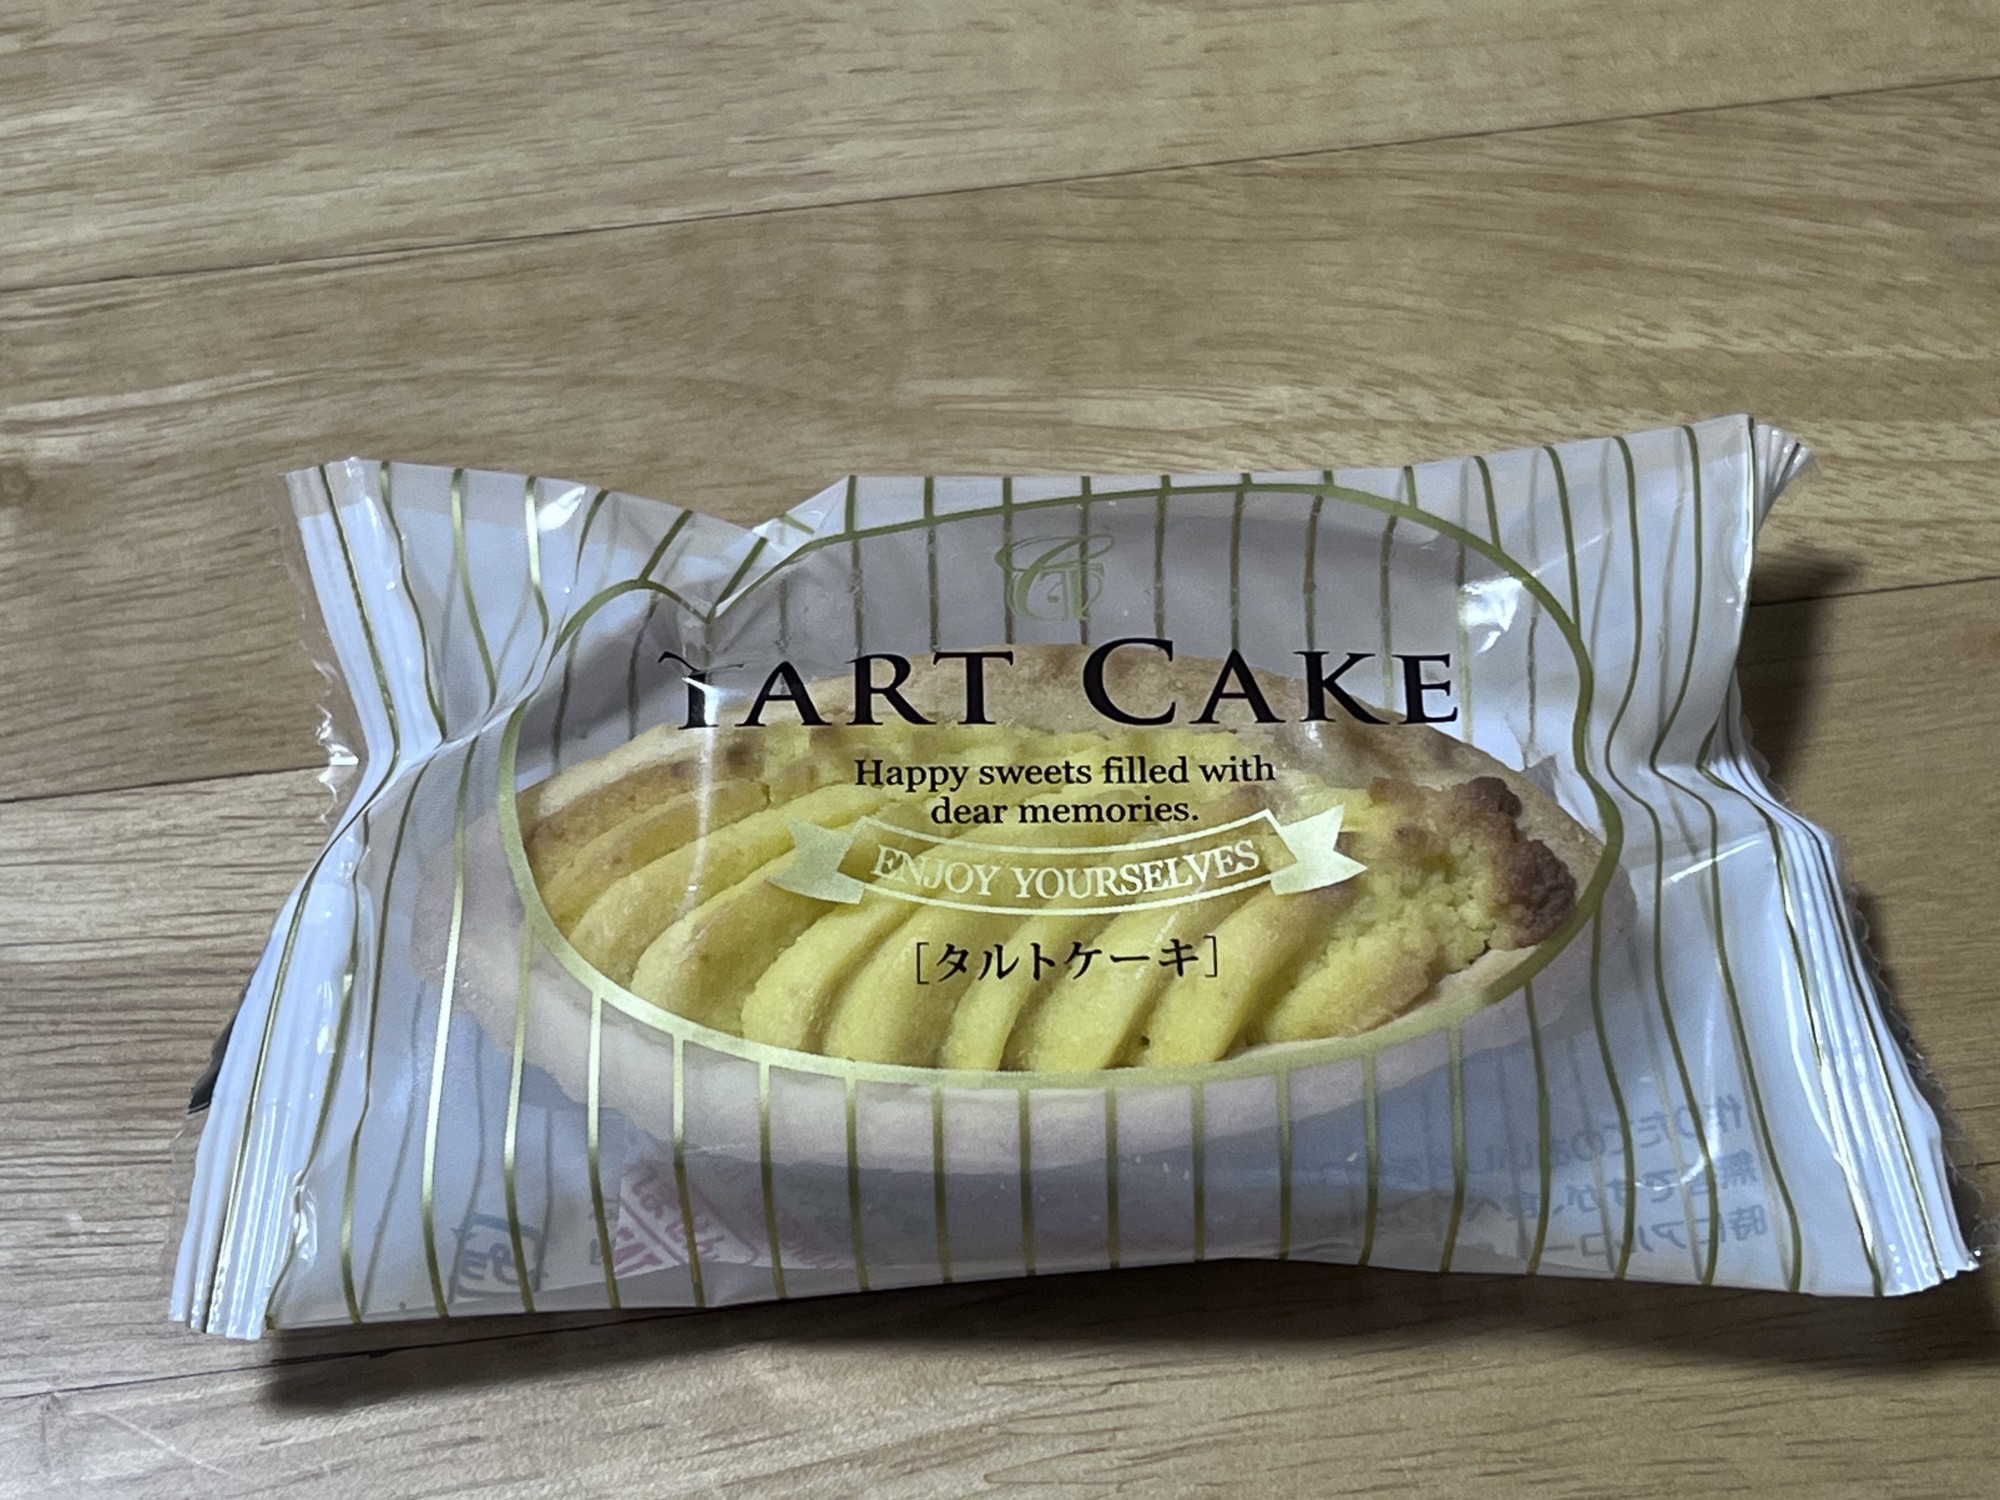 TART CAKE
Happy sweets filled with
dear memories.
ENJOY YOURSELVES
[タルトケーキ]